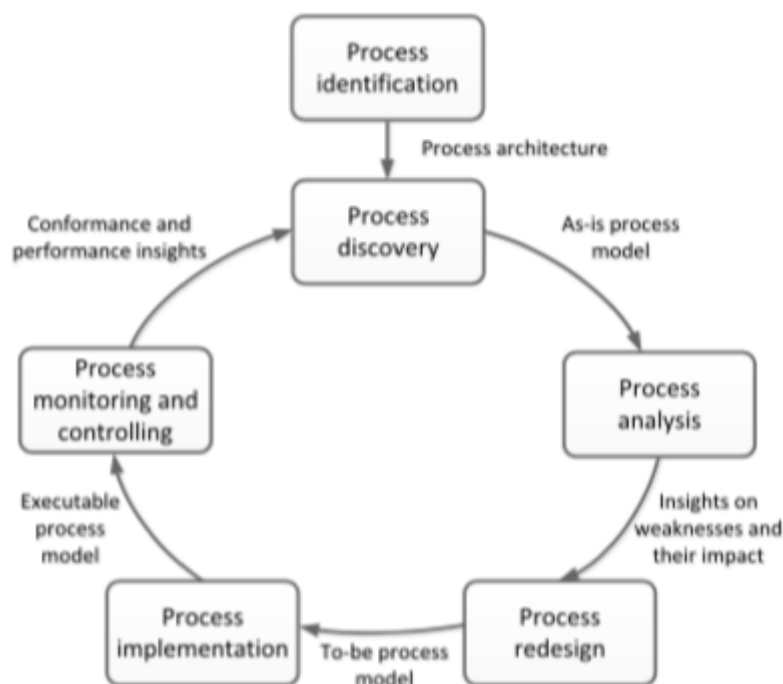 Process
identification
Process architecture
Process
discovery
As-is process
model
Process
analysis
Insights on
weaknesses and
their impact
Process
redesign
To-be process
model
Process
implementation
Executable
process
model
Process
monitoring and
controlling
Conformance and
performance insights